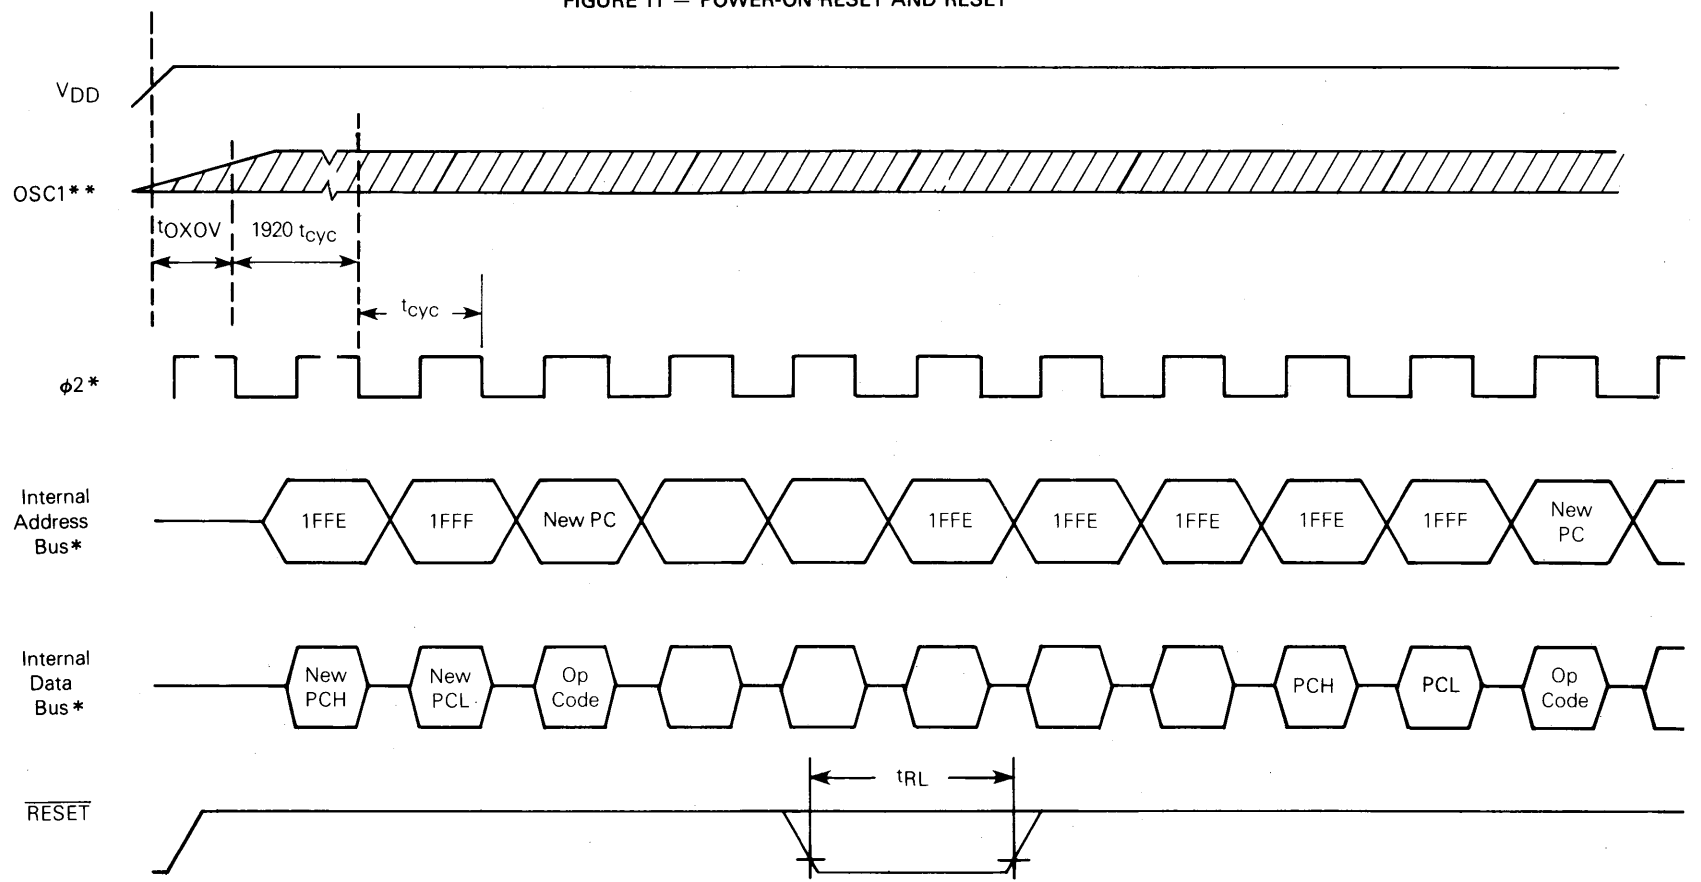 FIGURE 11 — POWER-ON RESET AND RESET
VDD
OSC1**
tOXOV
1920 tcyc
tcyc
ϕ2*
Internal
Address
Bus*
1FFE
1FFF
New PC
1FFE
1FFE
1FFE
1FFE
1FFF
New
PC
Internal
Data
Bus*
New
PCH
New
PCL
Op
Code
PCH
PCL
Op
Code
tRL
RESET